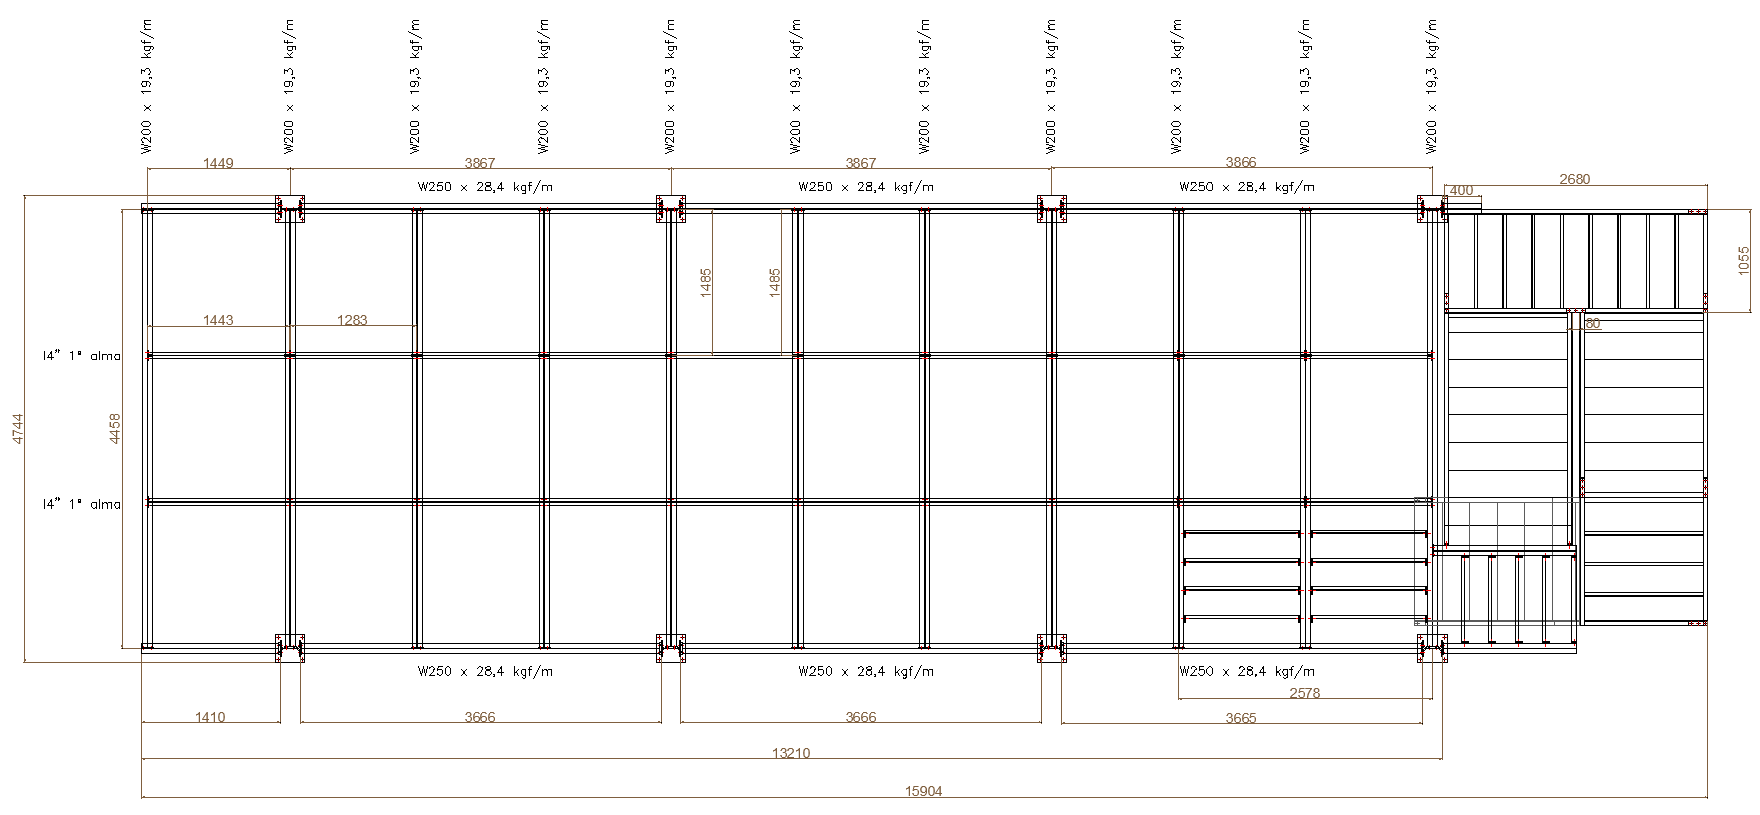 W200 x 19,3 kgf/m
W200 x 19,3 kgf/m
W200 x 19,3 kgf/m
W200 x 19,3 kgf/m
W200 x 19,3 kgf/m
W200 x 19,3 kgf/m
W200 x 19,3 kgf/m
W200 x 19,3 kgf/m
W200 x 19,3 kgf/m
W200 x 19,3 kgf/m
W200 x 19,3 kgf/m
1449
3867
3867
3866
W250 x 28,4 kgf/m
W250 x 28,4 kgf/m
W250 x 28,4 kgf/m
400
2680
1485
1485
1055
1443
1283
80
I4" 1ª alma
4744
4458
I4" 1ª alma
W250 x 28,4 kgf/m
W250 x 28,4 kgf/m
W250 x 28,4 kgf/m
2578
1410
3666
3666
3665
13210
15904